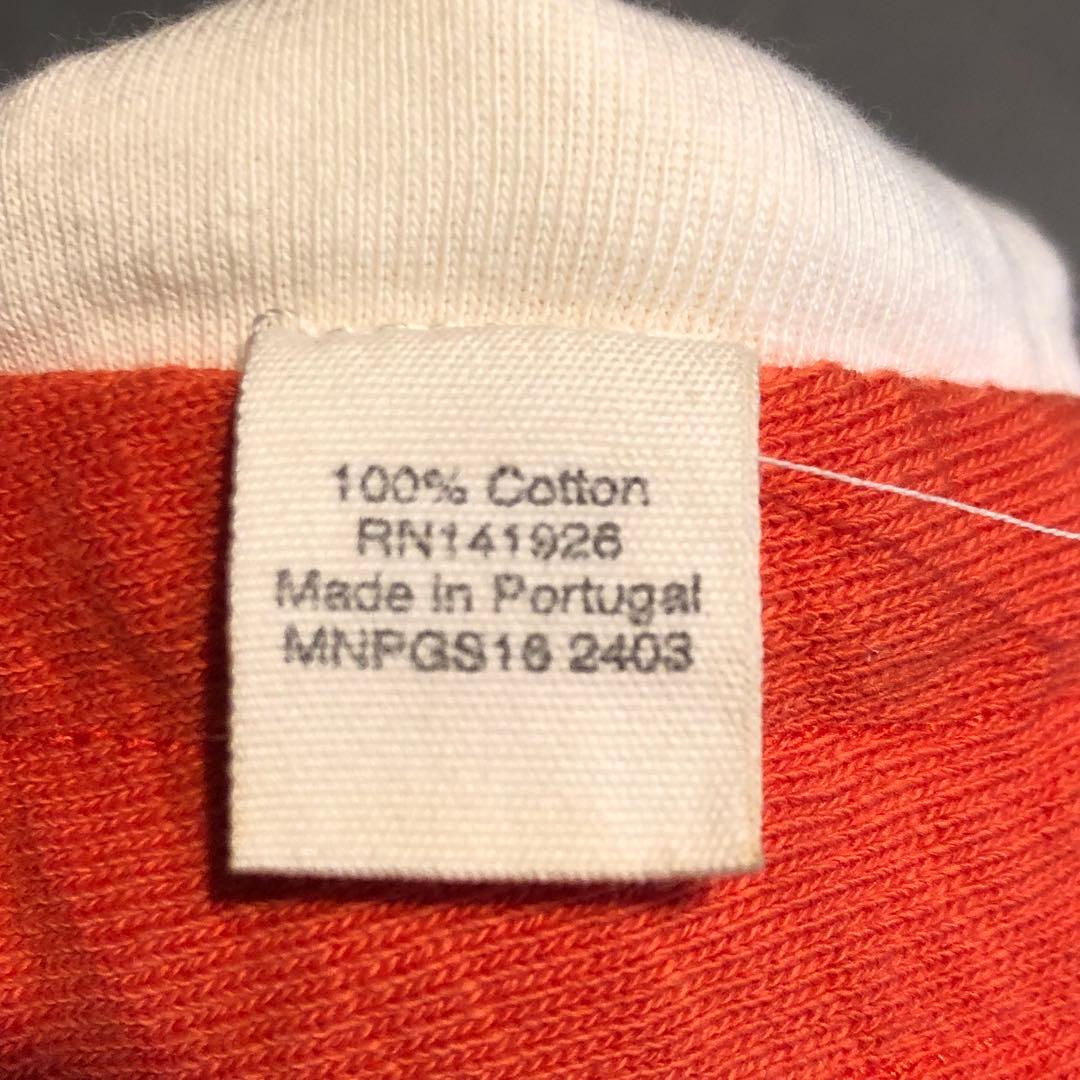 100% Cotton
RN141926
Made in Portugal
MNPGS16 2403